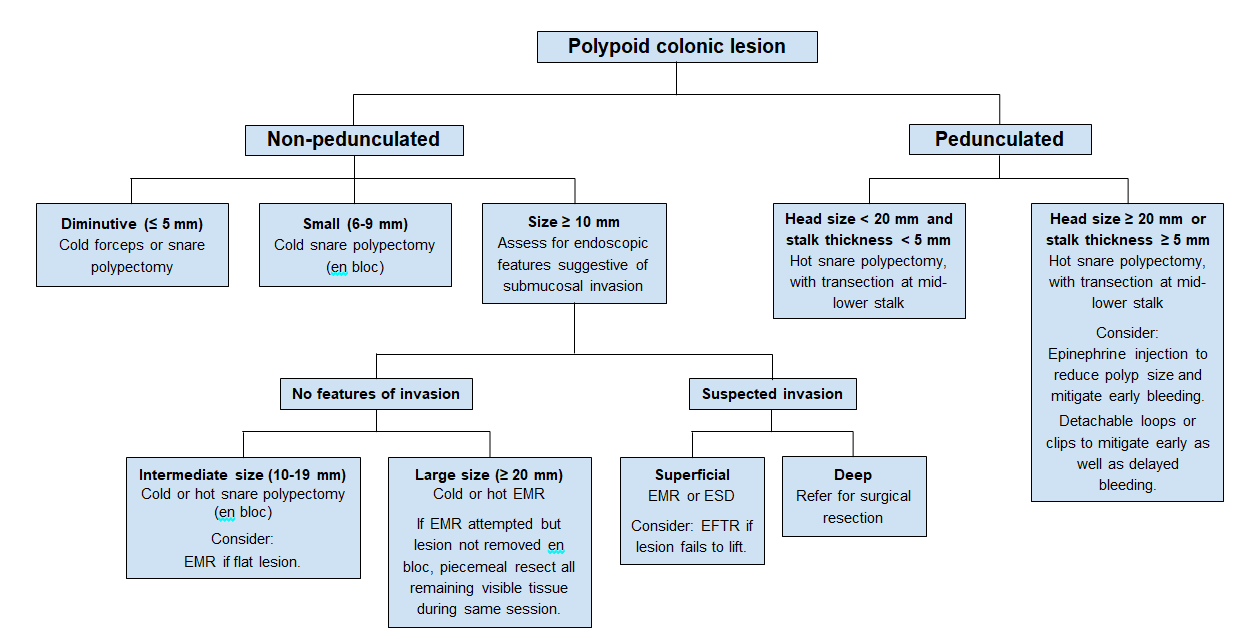 Polypoid colonic lesion
Non-pedunculated
Pedunculated
Diminutive (≤ 5 mm)
Cold forceps or snare
polypectomy
Small (6-9 mm)
Cold snare polypectomy
(en bloc)
Size ≥ 10 mm
Assess for endoscopic
features suggestive of
submucosal invasion
Head size < 20 mm and
stalk thickness < 5 mm
Hot snare polypectomy,
with transection at mid-
lower stalk
Head size ≥ 20 mm or
stalk thickness ≥ 5 mm
Hot snare polypectomy,
with transection at mid-
lower stalk
Consider:
Epinephrine injection to
reduce polyp size and
mitigate early bleeding.
Detachable loops or
clips to mitigate early as
well as delayed
bleeding.
No features of invasion
Suspected invasion
Intermediate size (10-19 mm)
Cold or hot snare polypectomy
(en bloc)
Consider:
EMR if flat lesion.
Large size (≥ 20 mm)
Cold or hot EMR
If EMR attempted but
lesion not removed en
bloc, piecemeal resect all
remaining visible tissue
during same session.
Superficial
EMR or ESD
Consider: EFTR if
lesion fails to lift.
Deep
Refer for surgical
resection